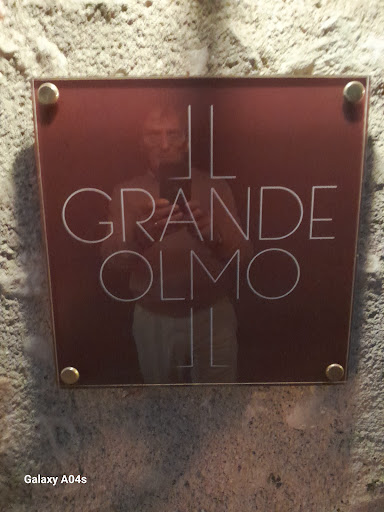 IL
GRANDE
OLMO
Galaxy A04s